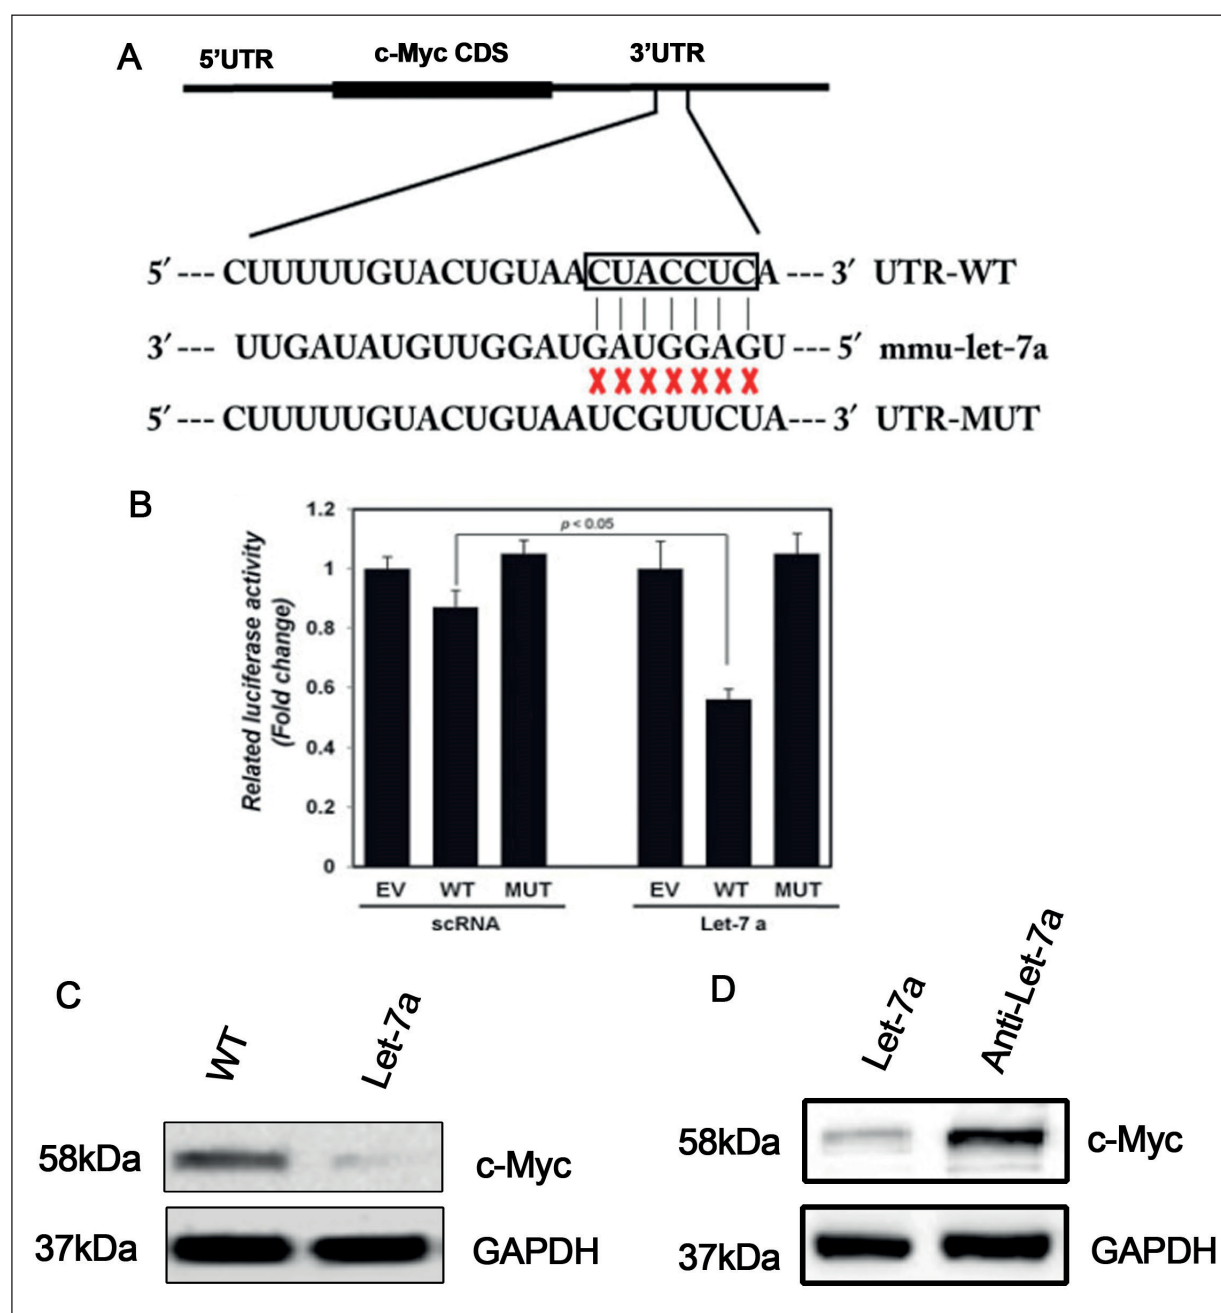 A
5'UTR c-Myc CDS 3'UTR
5′ --- CUUUUUGUACUGUAACUACCUCA --- 3′ UTR-WT
3′ --- UUGAUAUGUUGGAUGAUGGAGU --- 5′ mmu-let-7a
X X X X X X X
5′ --- CUUUUUGUACUGUAAUCGUUCUA --- 3′ UTR-MUT
B
Related luciferase activity
(Fold change)
1.2
1
0.8
0.6
0.4
0.2
0
p < 0.05
EV WT MUT EV WT MUT
scRNA Let-7 a
C
WT Let-7a
58kDa c-Myc
37kDa GAPDH
D
Let-7a Anti-Let-7a
58kDa c-Myc
37kDa GAPDH